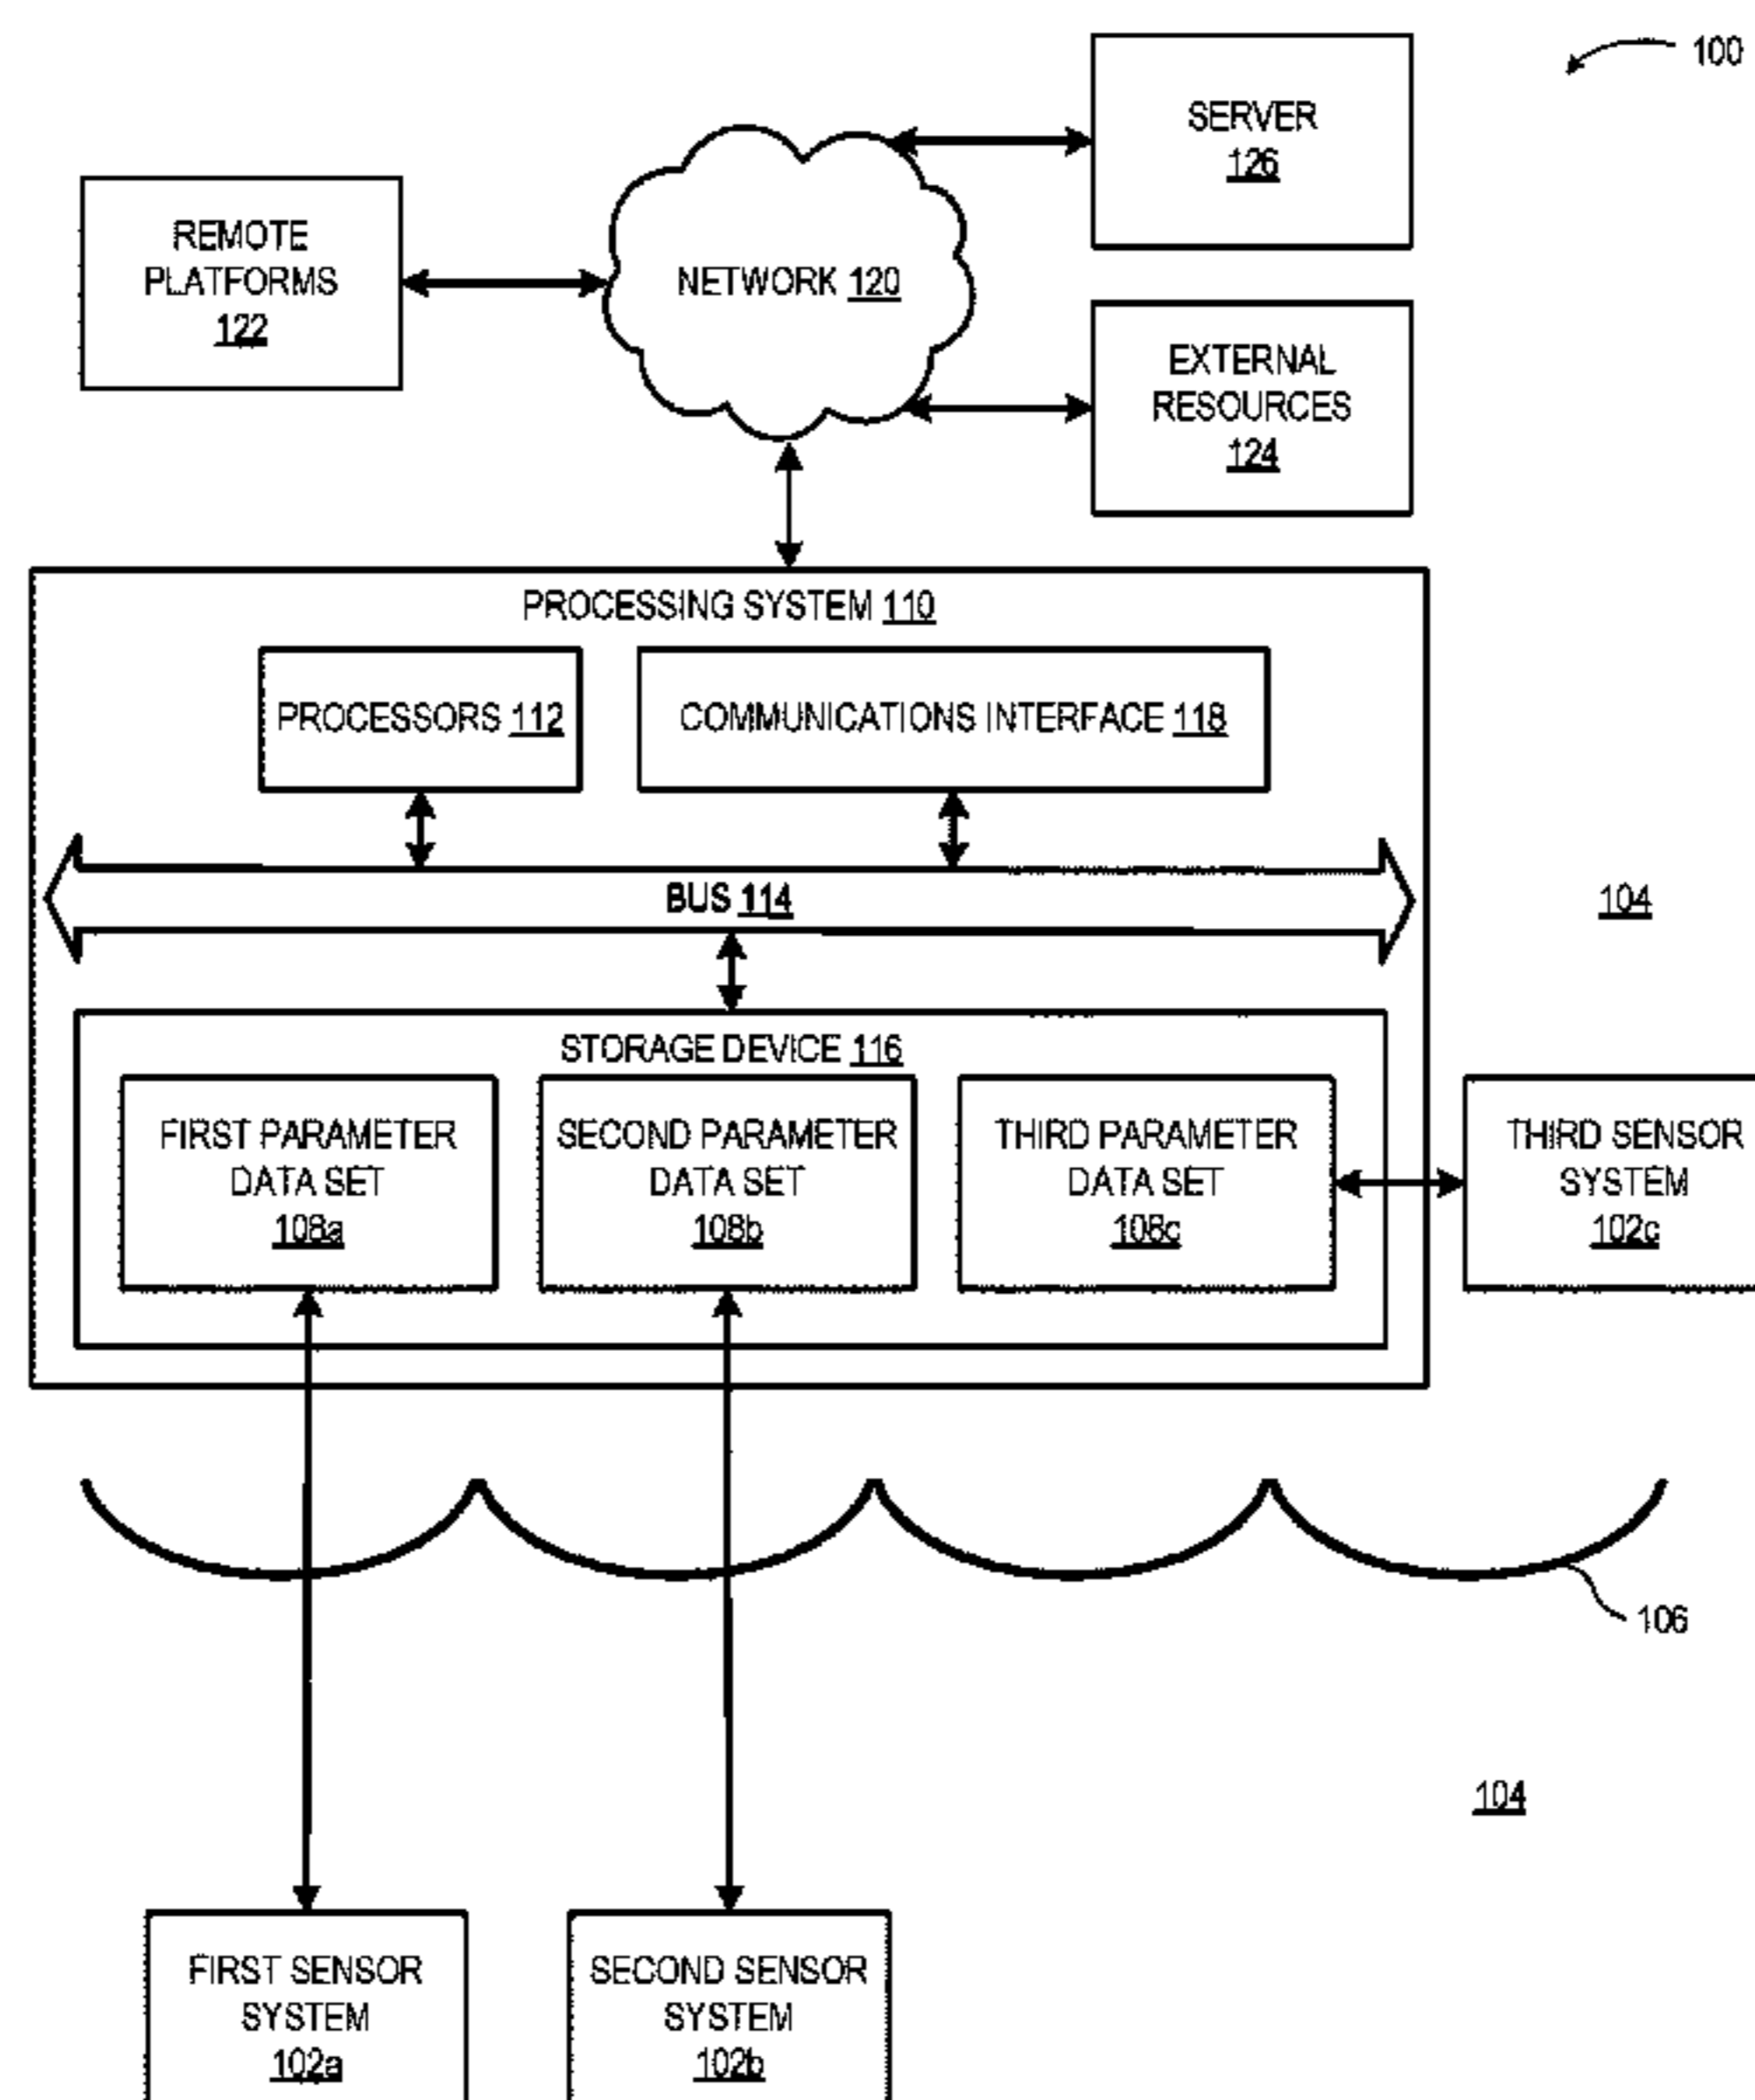 100
SERVER
126
REMOTE
PLATFORMS
122
NETWORK 120
EXTERNAL
RESOURCES
124
PROCESSING SYSTEM 110
PROCESSORS 112
COMMUNICATIONS INTERFACE 118
BUS 114
104
STORAGE DEVICE 116
FIRST PARAMETER
DATA SET
108a
SECOND PARAMETER
DATA SET
108b
THIRD PARAMETER
DATA SET
108c
THIRD SENSOR
SYSTEM
102c
106
104
FIRST SENSOR
SYSTEM
102a
SECOND SENSOR
SYSTEM
102b